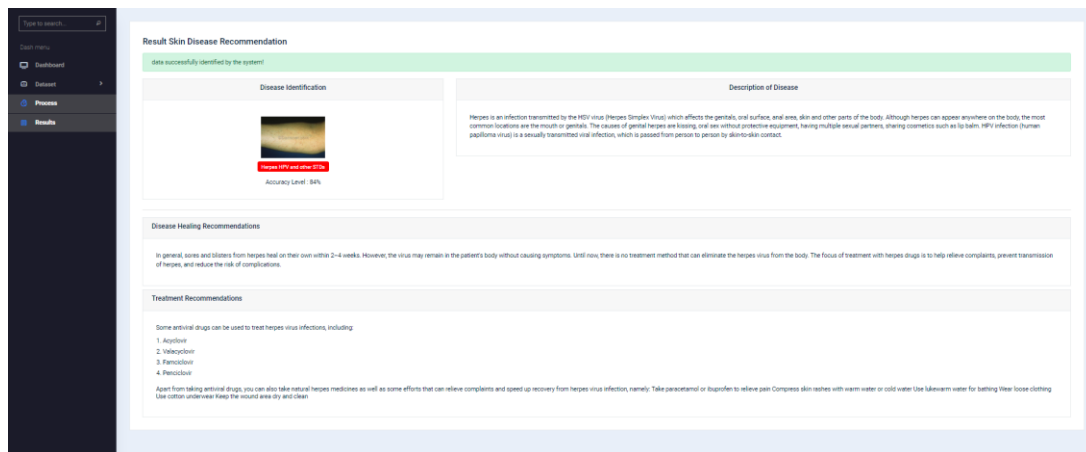 Type to search...
Dash menu
Dashboard
Dataset
Process
Results
Result Skin Disease Recommendation
data successfully identified by the system!
Disease Identification
Herpes HPV and other STDs
Accuracy Level : 84%
Description of Disease
Herpes is an infection transmitted by the HSV virus (Herpes Simplex Virus) which affects the genitals, oral surface, anal area, skin and other parts of the body. Although herpes can appear anywhere on the body, the most
common locations are the mouth or genitals. The causes of genital herpes are kissing, oral sex without protective equipment, having multiple sexual partners, sharing cosmetics such as lip balm. HPV infection (human
papilloma virus) is a sexually transmitted viral infection, which is passed from person to person by skin-to-skin contact.
Disease Healing Recommendations
In general, sores and blisters from herpes heal on their own within 2–4 weeks. However, the virus may remain in the patient's body without causing symptoms. Until now, there is no treatment method that can eliminate the herpes virus from the body. The focus of treatment with herpes drugs is to help relieve complaints, prevent transmission
of herpes, and reduce the risk of complications.
Treatment Recommendations
Some antiviral drugs can be used to treat herpes virus infections, including:
1. Acyclovir
2. Valacyclovir
3. Famciclovir
4. Penciclovir
Apart from taking antiviral drugs, you can also take natural herpes medicines as well as some efforts that can relieve complaints and speed up recovery from herpes virus infection, namely: Take paracetamol or ibuprofen to relieve pain Compress skin rashes with warm water or cold water Use lukewarm water for bathing Wear loose clothing
Use cotton underwear Keep the wound area dry and clean